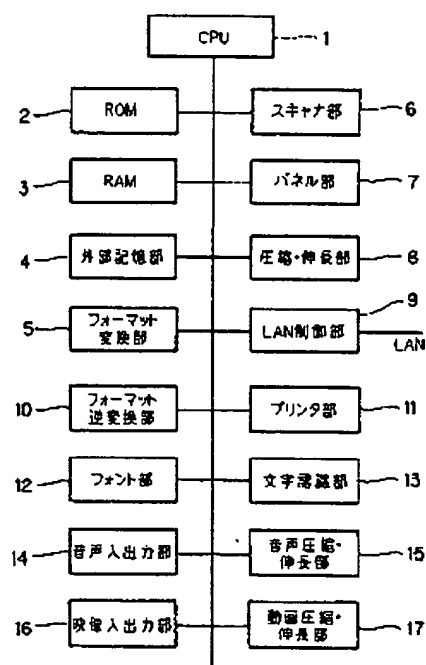 CPU
1
2
ROM
スキャナ部
6
3
RAM
パネル部
7
4
外部記憶部
圧縮・伸長部
8
9
5
フォーマット
変換部
LAN制御部
LAN
10
フォーマット
逆変換部
プリンタ部
11
12
フォント部
文字認識部
13
14
音声入出力部
音声圧縮・
伸長部
15
16
映像入出力部
動画圧縮・
伸長部
17